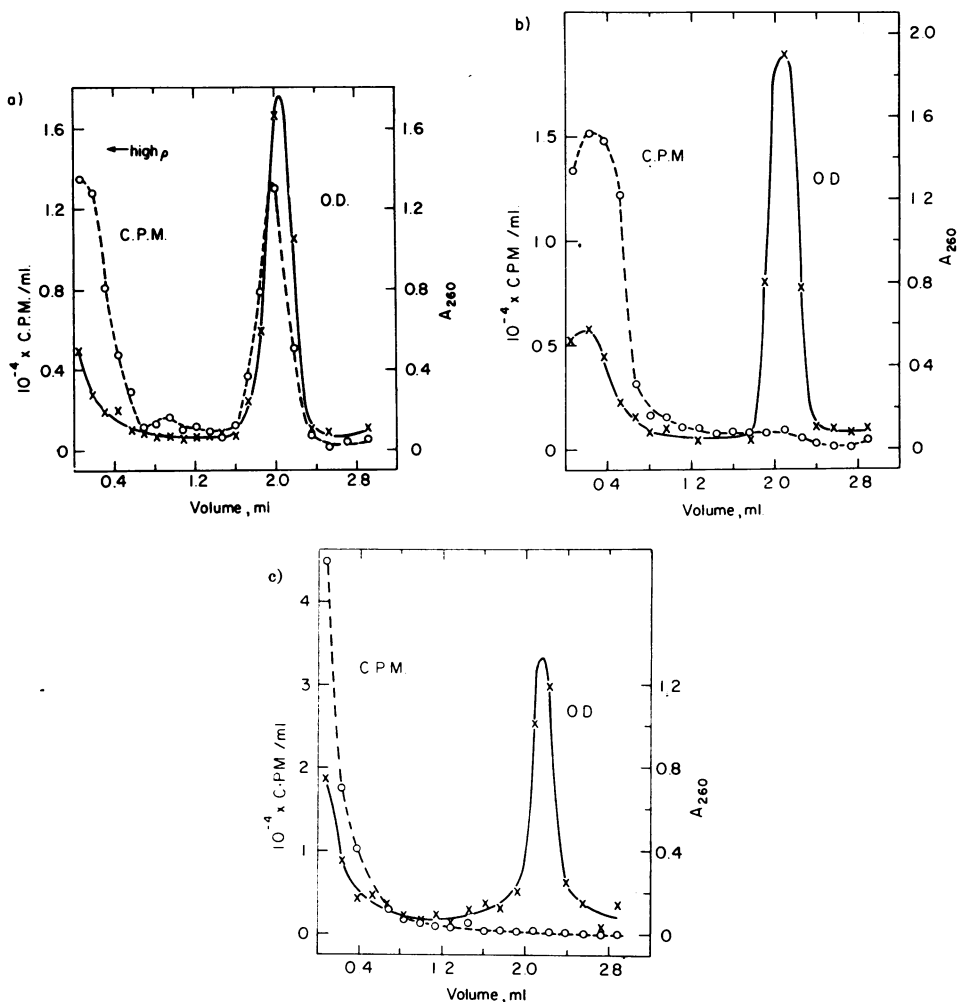 a)
1.6
1.2
0.8
0.4
0
10⁻⁴ x C.P.M./ml.
←high ρ
C.P.M.
O.D.
1.6
1.2
0.8
0.4
0
A260
0.4 1.2 2.0 2.8
Volume, ml
b)
1.5
1.0
0 5
0
10⁻⁴ x CPM/ml
C.P.M
O D
2.0
1.6
1.2
0.8
0.4
0
A260
0 4 1 2 2 0 2 8
Volume, ml.
c)
4
3
2
1
0
10⁻⁴ x C·PM/ml
C P M.
O D
1.2
0.8
0.4
0
A260
0 4 1 2 2 0 2 8
Volume, ml